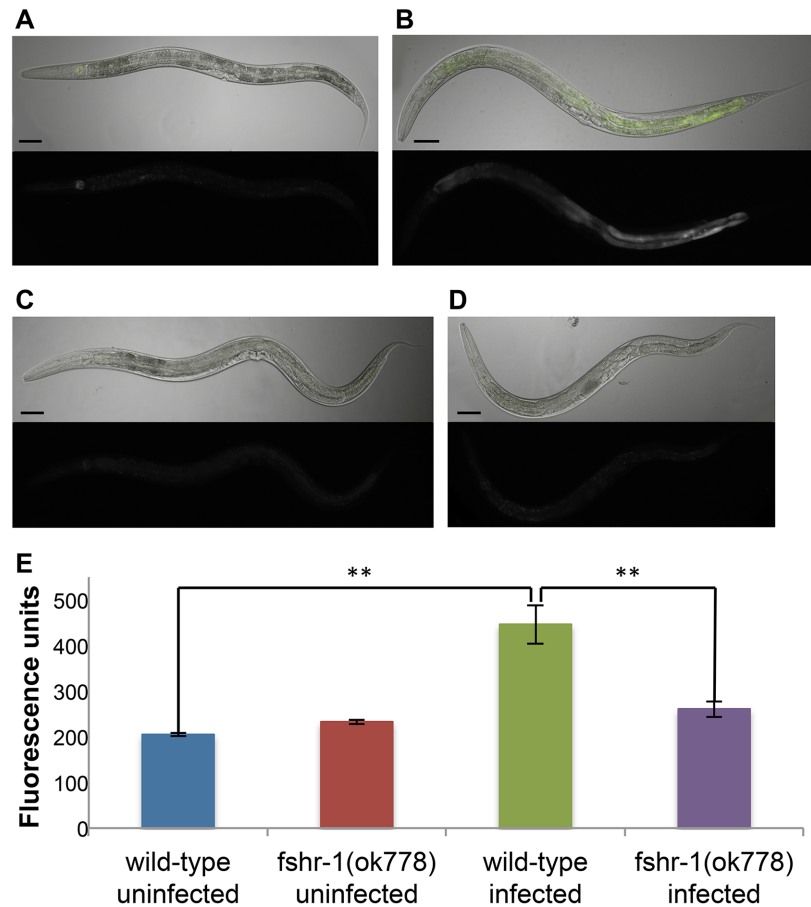 A
B
C
D
E
** **
Fluorescence units
500
400
300
200
100
0
wild-type
uninfected
fshr-1(ok778)
uninfected
wild-type
infected
fshr-1(ok778)
infected